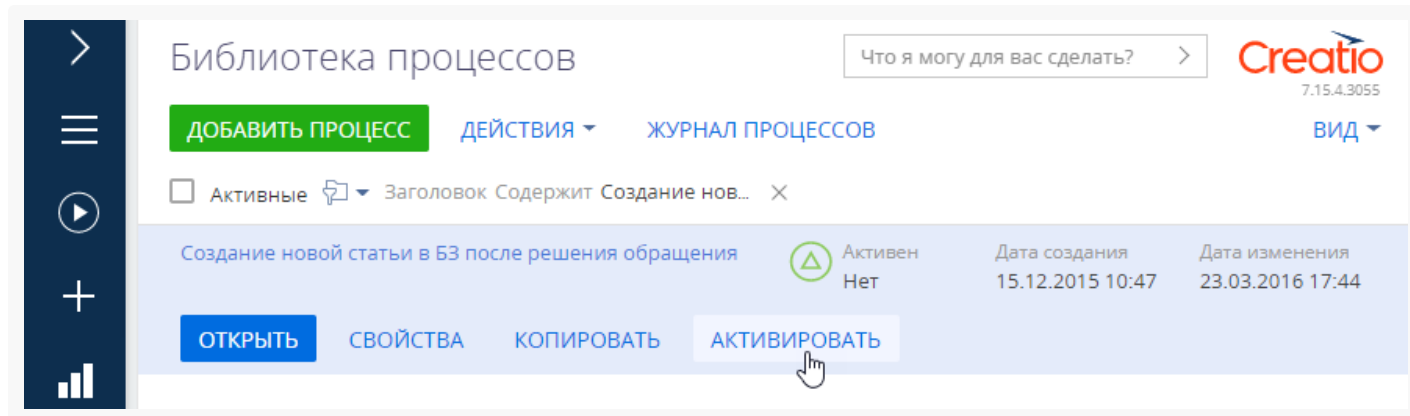 Библиотека процессов
Что я могу для вас сделать?
Creatio
7.15.4.3055
ДОБАВИТЬ ПРОЦЕСС ДЕЙСТВИЯ ЖУРНАЛ ПРОЦЕССОВ ВИД
Активные Заголовок Содержит Создание нов...
Создание новой статьи в БЗ после решения обращения Активен Дата создания Дата изменения
Нет 15.12.2015 10:47 23.03.2016 17:44
ОТКРЫТЬ СВОЙСТВА КОПИРОВАТЬ АКТИВИРОВАТЬ